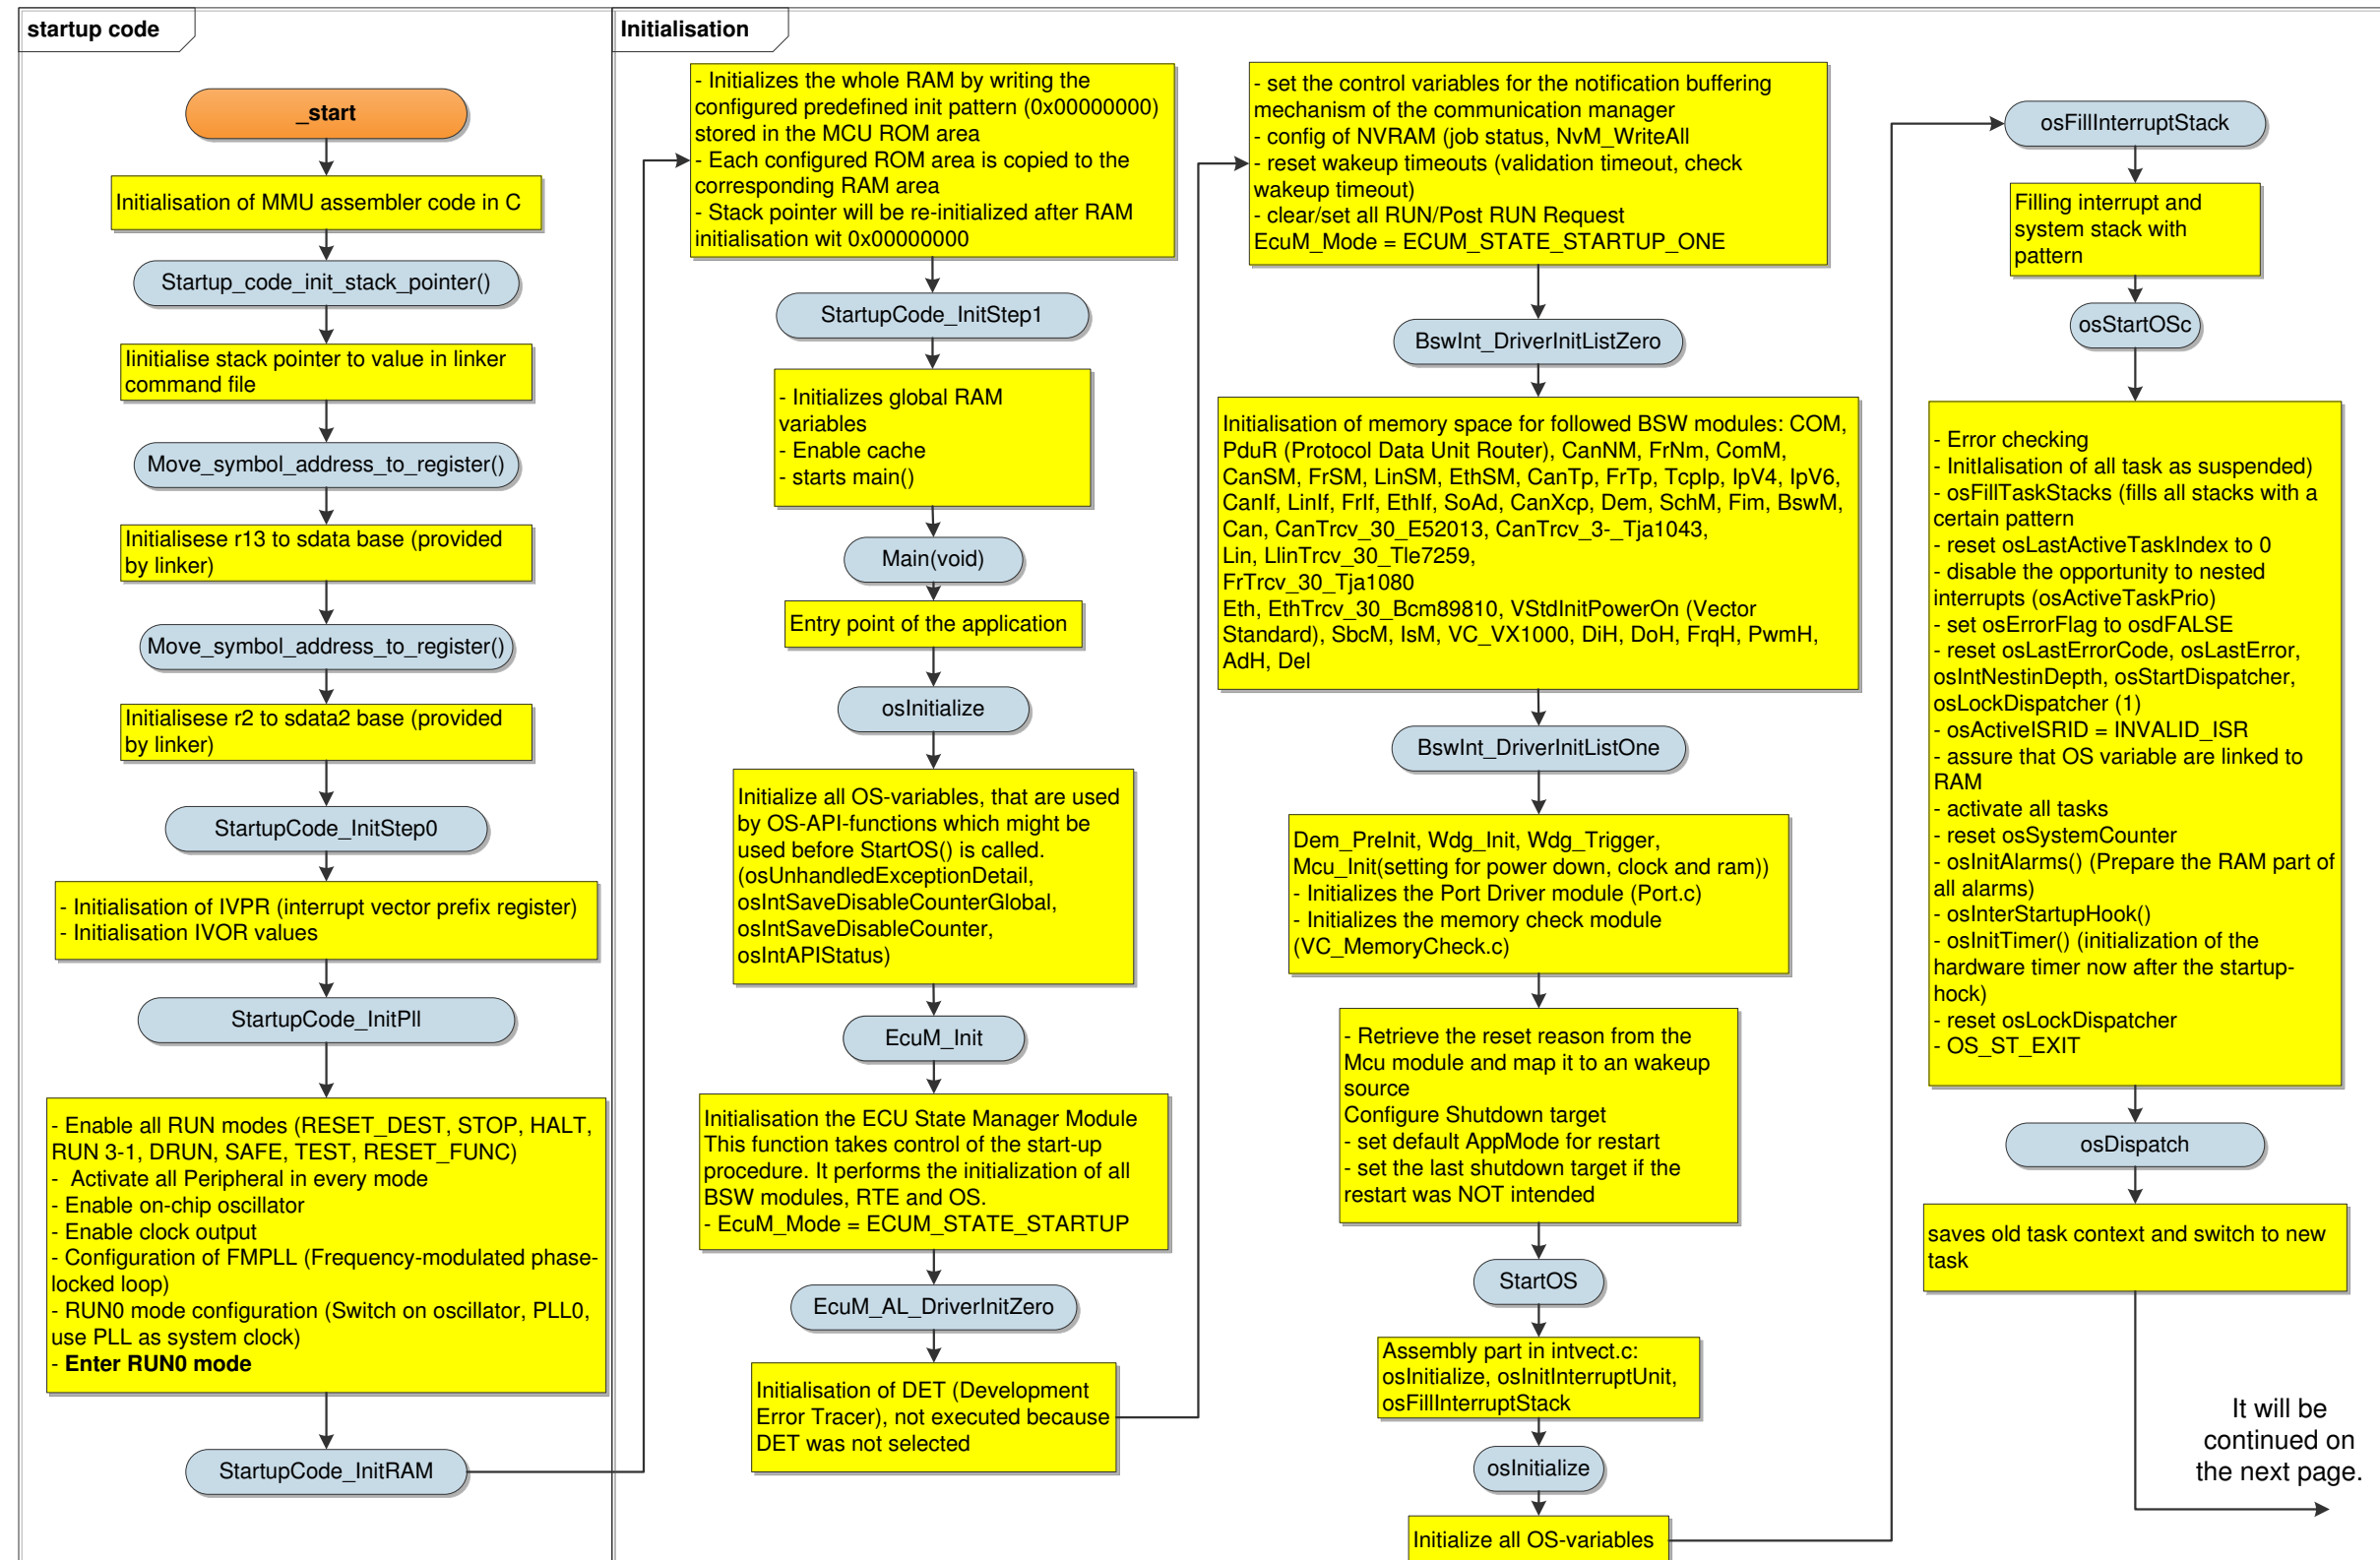 startup code
_start
Initialisation of MMU assembler code in C
Startup_code_init_stack_pointer()
Iinitialise stack pointer to value in linker
command file
Move_symbol_address_to_register()
Initialisese r13 to sdata base (provided
by linker)
Move_symbol_address_to_register()
Initialisese r2 to sdata2 base (provided
by linker)
StartupCode_InitStep0
- Initialisation of IVPR (interrupt vector prefix register)
- Initialisation IVOR values
StartupCode_InitPll
- Enable all RUN modes (RESET_DEST, STOP, HALT,
RUN 3-1, DRUN, SAFE, TEST, RESET_FUNC)
- Activate all Peripheral in every mode
- Enable on-chip oscillator
- Enable clock output
- Configuration of FMPLL (Frequency-modulated phase-
locked loop)
- RUN0 mode configuration (Switch on oscillator, PLL0,
use PLL as system clock)
- Enter RUN0 mode
StartupCode_InitRAM
Initialisation
- Initializes the whole RAM by writing the
configured predefined init pattern (0x00000000)
stored in the MCU ROM area
- Each configured ROM area is copied to the
corresponding RAM area
- Stack pointer will be re-initialized after RAM
initialisation wit 0x00000000
StartupCode_InitStep1
- Initializes global RAM
variables
- Enable cache
- starts main()
Main(void)
Entry point of the application
osInitialize
Initialize all OS-variables, that are used
by OS-API-functions which might be
used before StartOS() is called.
(osUnhandledExceptionDetail,
osIntSaveDisableCounterGlobal,
osIntSaveDisableCounter,
osIntAPIStatus)
EcuM_Init
Initialisation the ECU State Manager Module
This function takes control of the start-up
procedure. It performs the initialization of all
BSW modules, RTE and OS.
- EcuM_Mode = ECUM_STATE_STARTUP
EcuM_AL_DriverInitZero
Initialisation of DET (Development
Error Tracer), not executed because
DET was not selected
- set the control variables for the notification buffering
mechanism of the communication manager
- config of NVRAM (job status, NvM_WriteAll
- reset wakeup timeouts (validation timeout, check
wakeup timeout)
- clear/set all RUN/Post RUN Request
EcuM_Mode = ECUM_STATE_STARTUP_ONE
BswInt_DriverInitListZero
Initialisation of memory space for followed BSW modules: COM,
PduR (Protocol Data Unit Router), CanNM, FrNm, ComM,
CanSM, FrSM, LinSM, EthSM, CanTp, FrTp, TcpIp, IpV4, IpV6,
CanIf, LinIf, FrIf, EthIf, SoAd, CanXcp, Dem, SchM, Fim, BswM,
Can, CanTrcv_30_E52013, CanTrcv_3-_Tja1043,
Lin, LlinTrcv_30_Tle7259,
FrTrcv_30_Tja1080
Eth, EthTrcv_30_Bcm89810, VStdInitPowerOn (Vector
Standard), SbcM, IsM, VC_VX1000, DiH, DoH, FrqH, PwmH,
AdH, Del
BswInt_DriverInitListOne
Dem_PreInit, Wdg_Init, Wdg_Trigger,
Mcu_Init(setting for power down, clock and ram))
- Initializes the Port Driver module (Port.c)
- Initializes the memory check module
(VC_MemoryCheck.c)
- Retrieve the reset reason from the
Mcu module and map it to an wakeup
source
Configure Shutdown target
- set default AppMode for restart
- set the last shutdown target if the
restart was NOT intended
StartOS
Assembly part in intvect.c:
osInitialize, osInitInterruptUnit,
osFillInterruptStack
osInitialize
Initialize all OS-variables
osFillInterruptStack
Filling interrupt and
system stack with
pattern
osStartOSc
- Error checking
- InitIalisation of all task as suspended)
- osFillTaskStacks (fills all stacks with a
certain pattern
- reset osLastActiveTaskIndex to 0
- disable the opportunity to nested
interrupts (osActiveTaskPrio)
- set osErrorFlag to osdFALSE
- reset osLastErrorCode, osLastError,
osIntNestinDepth, osStartDispatcher,
osLockDispatcher (1)
- osActiveISRID = INVALID_ISR
- assure that OS variable are linked to
RAM
- activate all tasks
- reset osSystemCounter
- osInitAlarms() (Prepare the RAM part of
all alarms)
- osInterStartupHook()
- osInitTimer() (initialization of the
hardware timer now after the startup-
hock)
- reset osLockDispatcher
- OS_ST_EXIT
osDispatch
saves old task context and switch to new
task
It will be
continued on
the next page.